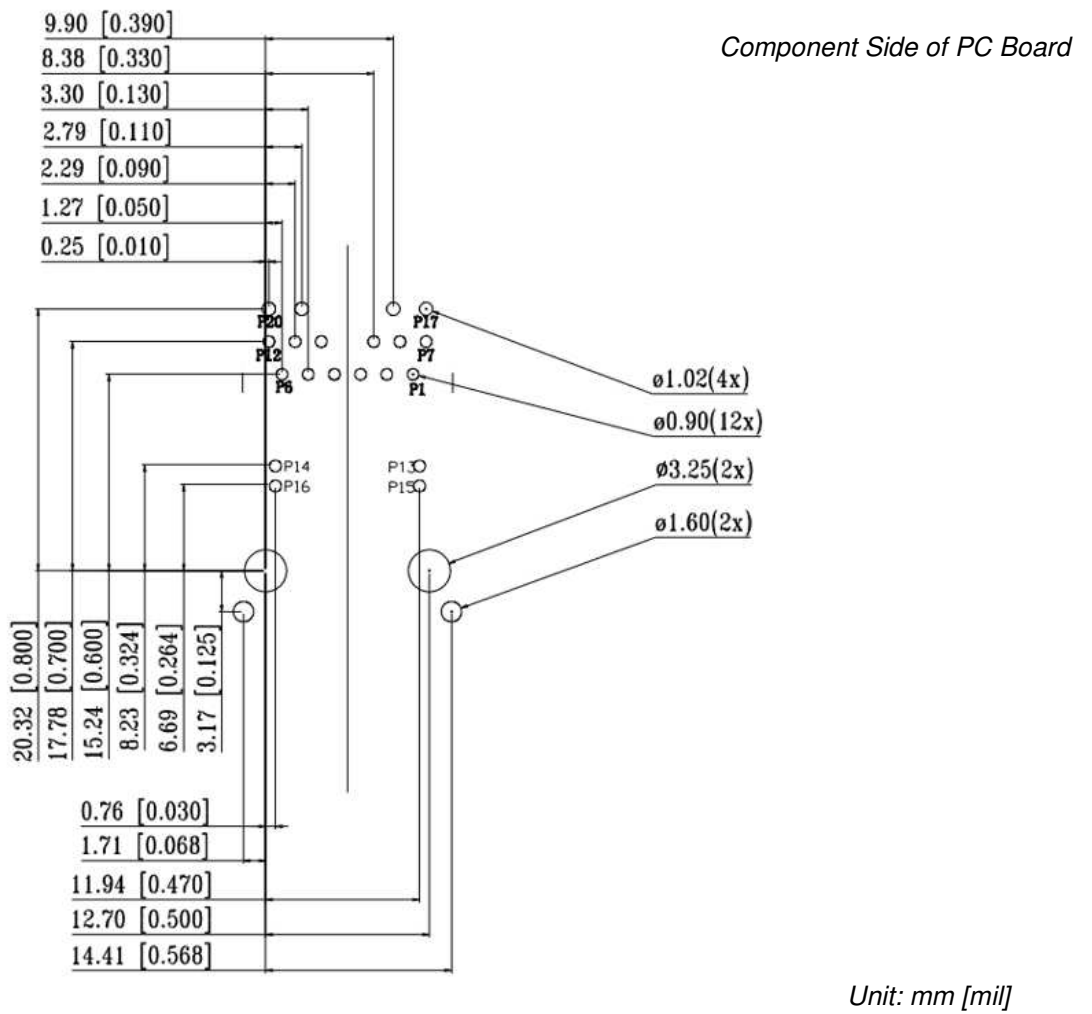 9.90 [0.390]
Component Side of PC Board
8.38 [0.330]
3.30 [0.130]
2.79 [0.110]
2.29 [0.090]
1.27 [0.050]
0.25 [0.010]
P20
P17
P12
P7
P6
P1
ø1.02(4x)
ø0.90(12x)
P14
P13
ø3.25(2x)
P16
P15
ø1.60(2x)
20.32 [0.800]
17.78 [0.700]
15.24 [0.600]
8.23 [0.324]
6.69 [0.264]
3.17 [0.125]
0.76 [0.030]
1.71 [0.068]
11.94 [0.470]
12.70 [0.500]
14.41 [0.568]
Unit: mm [mil]